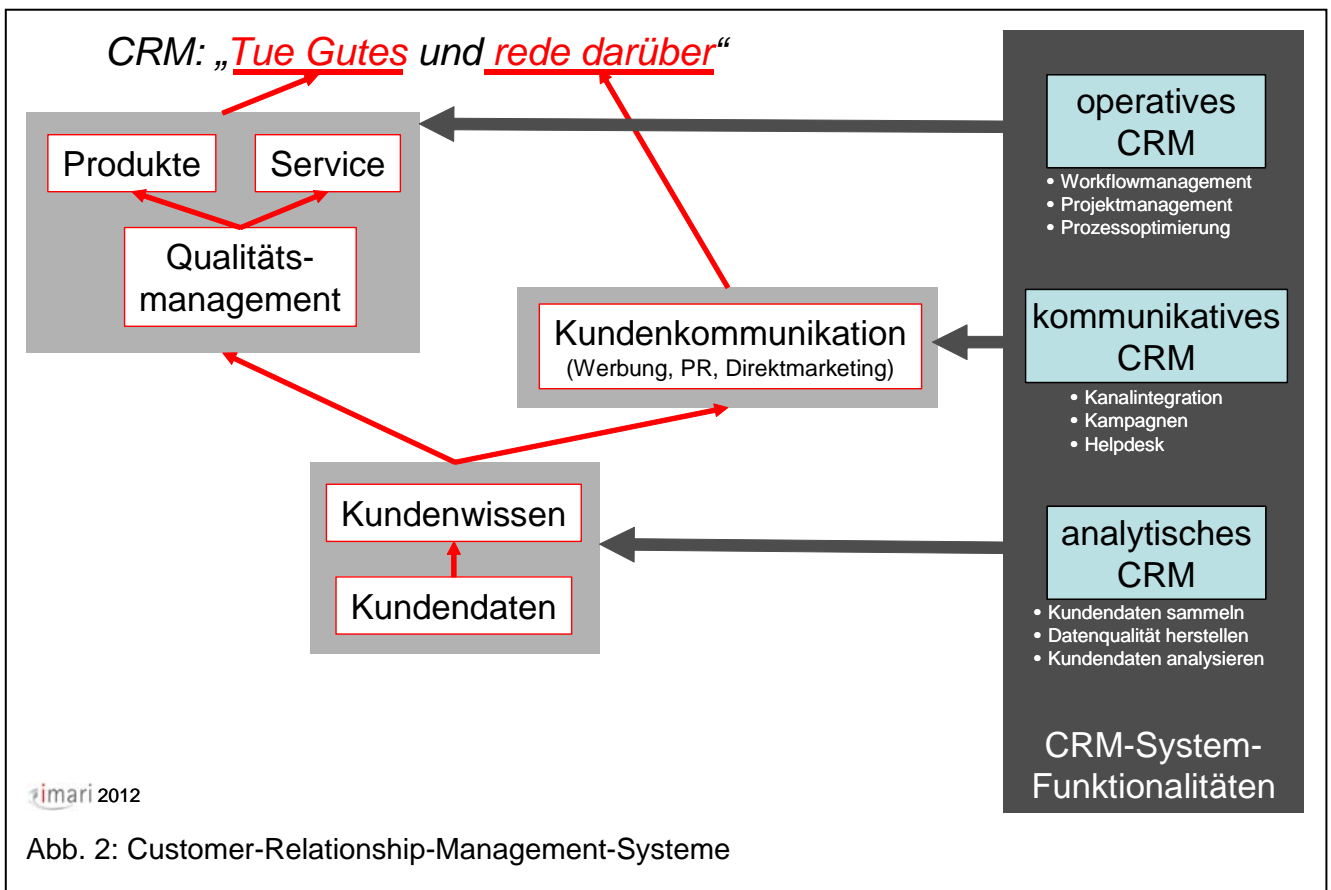 CRM: „Tue Gutes und rede darüber“
Produkte
Service
Qualitäts-
management
Kundenkommunikation
(Werbung, PR, Direktmarketing)
Kundenwissen
Kundendaten
operatives
CRM
• Workflowmanagement
• Projektmanagement
• Prozessoptimierung
kommunikatives
CRM
• Kanalintegration
• Kampagnen
• Helpdesk
analytisches
CRM
• Kundendaten sammeln
• Datenqualität herstellen
• Kundendaten analysieren
CRM-System-
Funktionalitäten
imari 2012
Abb. 2: Customer-Relationship-Management-Systeme